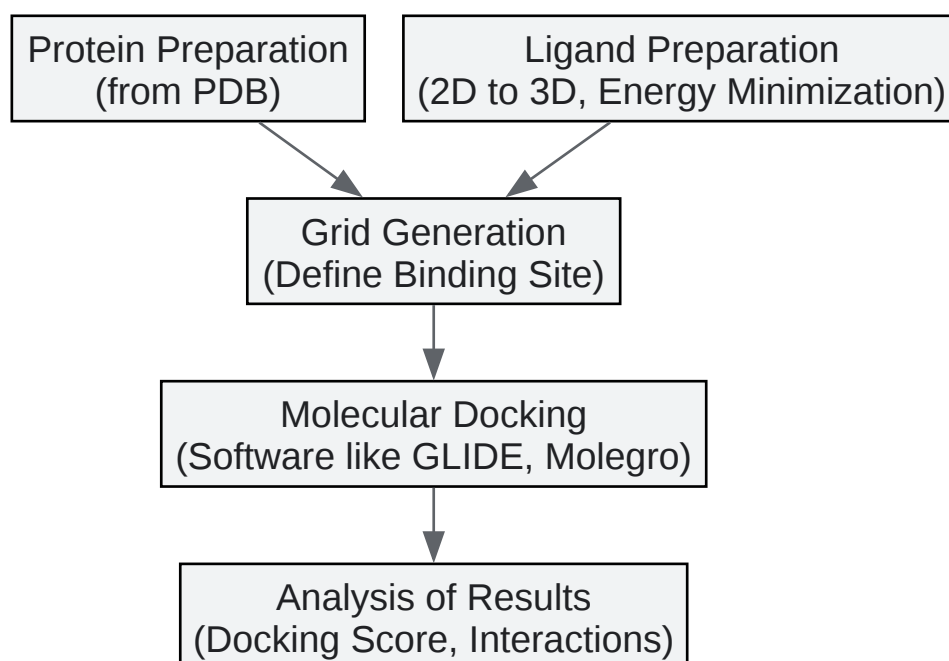 Protein Preparation
(from PDB)
Ligand Preparation
(2D to 3D, Energy Minimization)
Grid Generation
(Define Binding Site)
Molecular Docking
(Software like GLIDE, Molegro)
Analysis of Results
(Docking Score, Interactions)